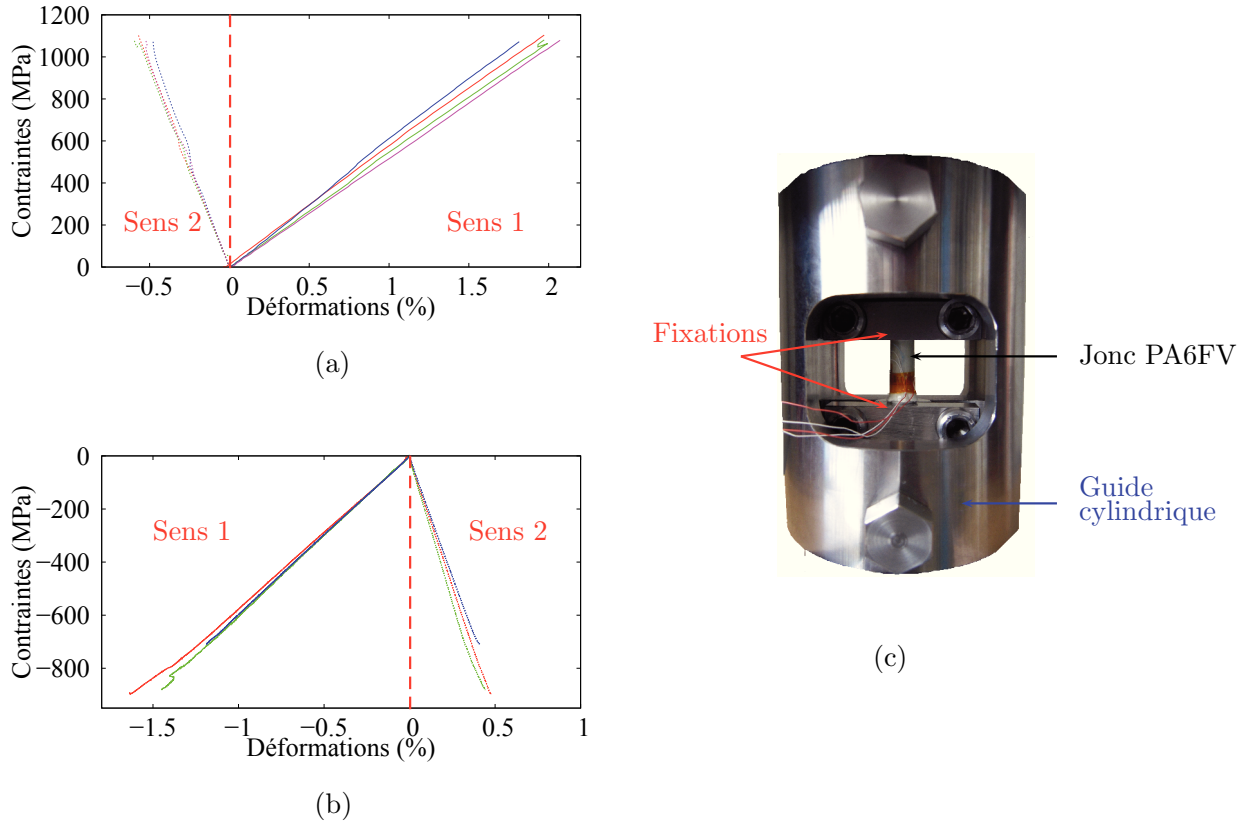 1200
1000
800
600
400
200
0
Contraintes (MPa)
Sens 2
Sens 1
−0.5 0 0.5 1 1.5 2
Déformations (%)
(a)
0
−200
−400
−600
−800
Contraintes (MPa)
Sens 1
Sens 2
−1.5 −1 −0.5 0 0.5 1
Déformations (%)
(b)
Fixations
Jonc PA6FV
Guide
cylindrique
(c)